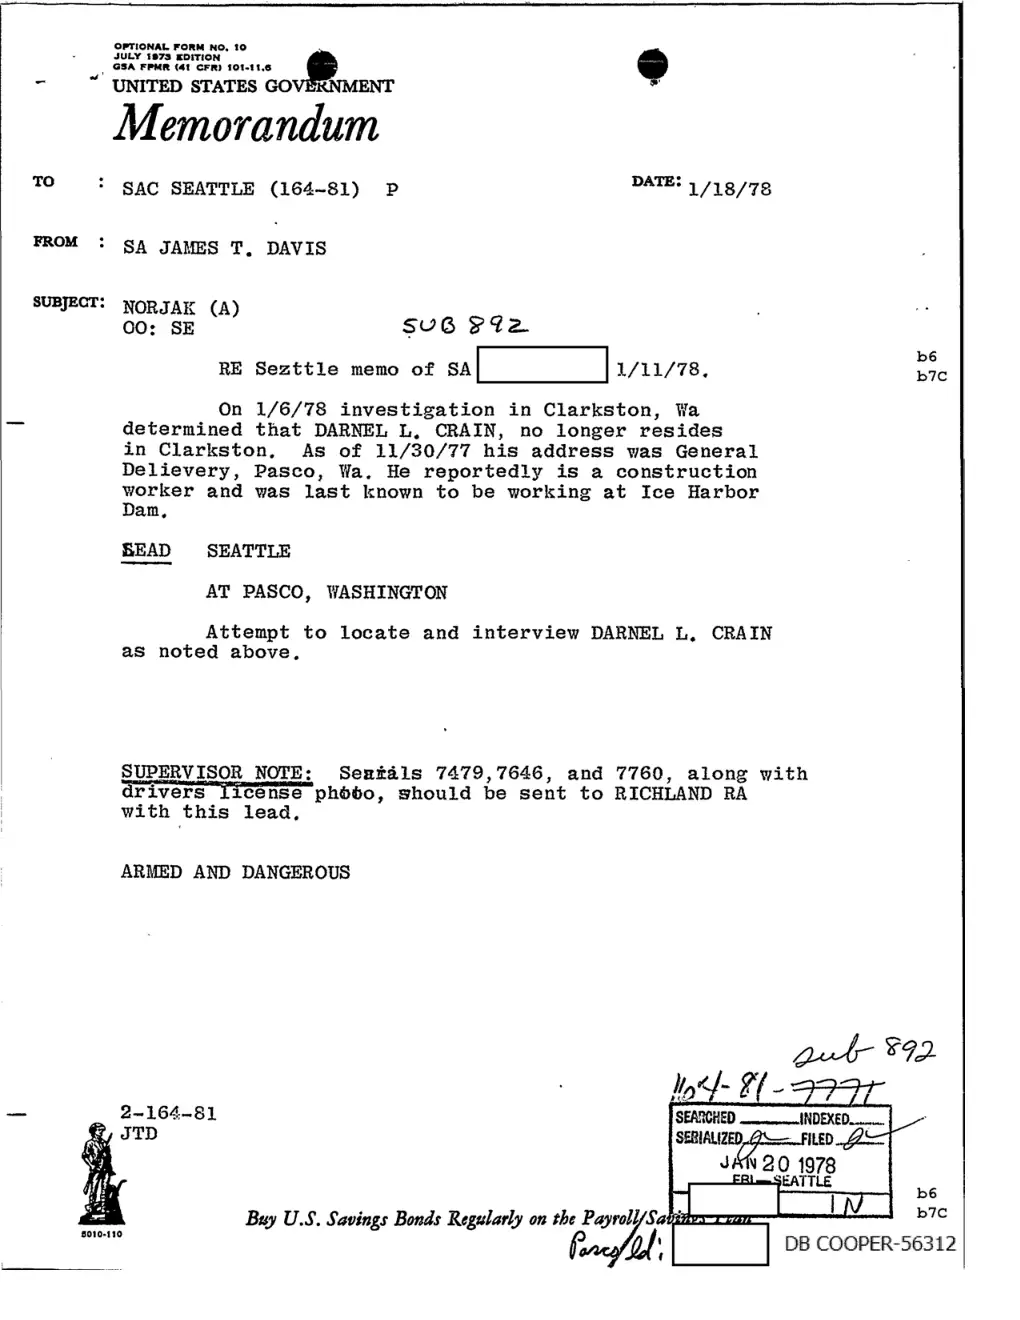 OPTIONAL FORM NO. 10
JULY 1973 EDITION
GSA FPMR (41 CFR) 101-11.6
UNITED STATES GOVERNMENT
Memorandum
TO : SAC SEATTLE (164-81) P DATE: 1/18/78
FROM : SA JAMES T. DAVIS
SUBJECT: NORJAK (A)
OO: SE SUB 892
RE Sezttle memo of SA 1/11/78.
b6
b7C
On 1/6/78 investigation in Clarkston, Wa
determined that DARNEL L. CRAIN, no longer resides
in Clarkston. As of 11/30/77 his address was General
Delievery, Pasco, Wa. He reportedly is a construction
worker and was last known to be working at Ice Harbor
Dam.
LEAD SEATTLE
AT PASCO, WASHINGTON
Attempt to locate and interview DARNEL L. CRAIN
as noted above.
SUPERVISOR NOTE: Serials 7479,7646, and 7760, along with
drivers license photo, should be sent to RICHLAND RA
with this lead.
ARMED AND DANGEROUS
sub 892
164-81-7771
2-164-81
JTD
SEARCHED INDEXED
SERIALIZED FILED
JAN 20 1978
FBI—SEATTLE
IN
b6
b7C
5010-110
Buy U.S. Savings Bonds Regularly on the Payroll Savings Plan
DB COOPER-56312